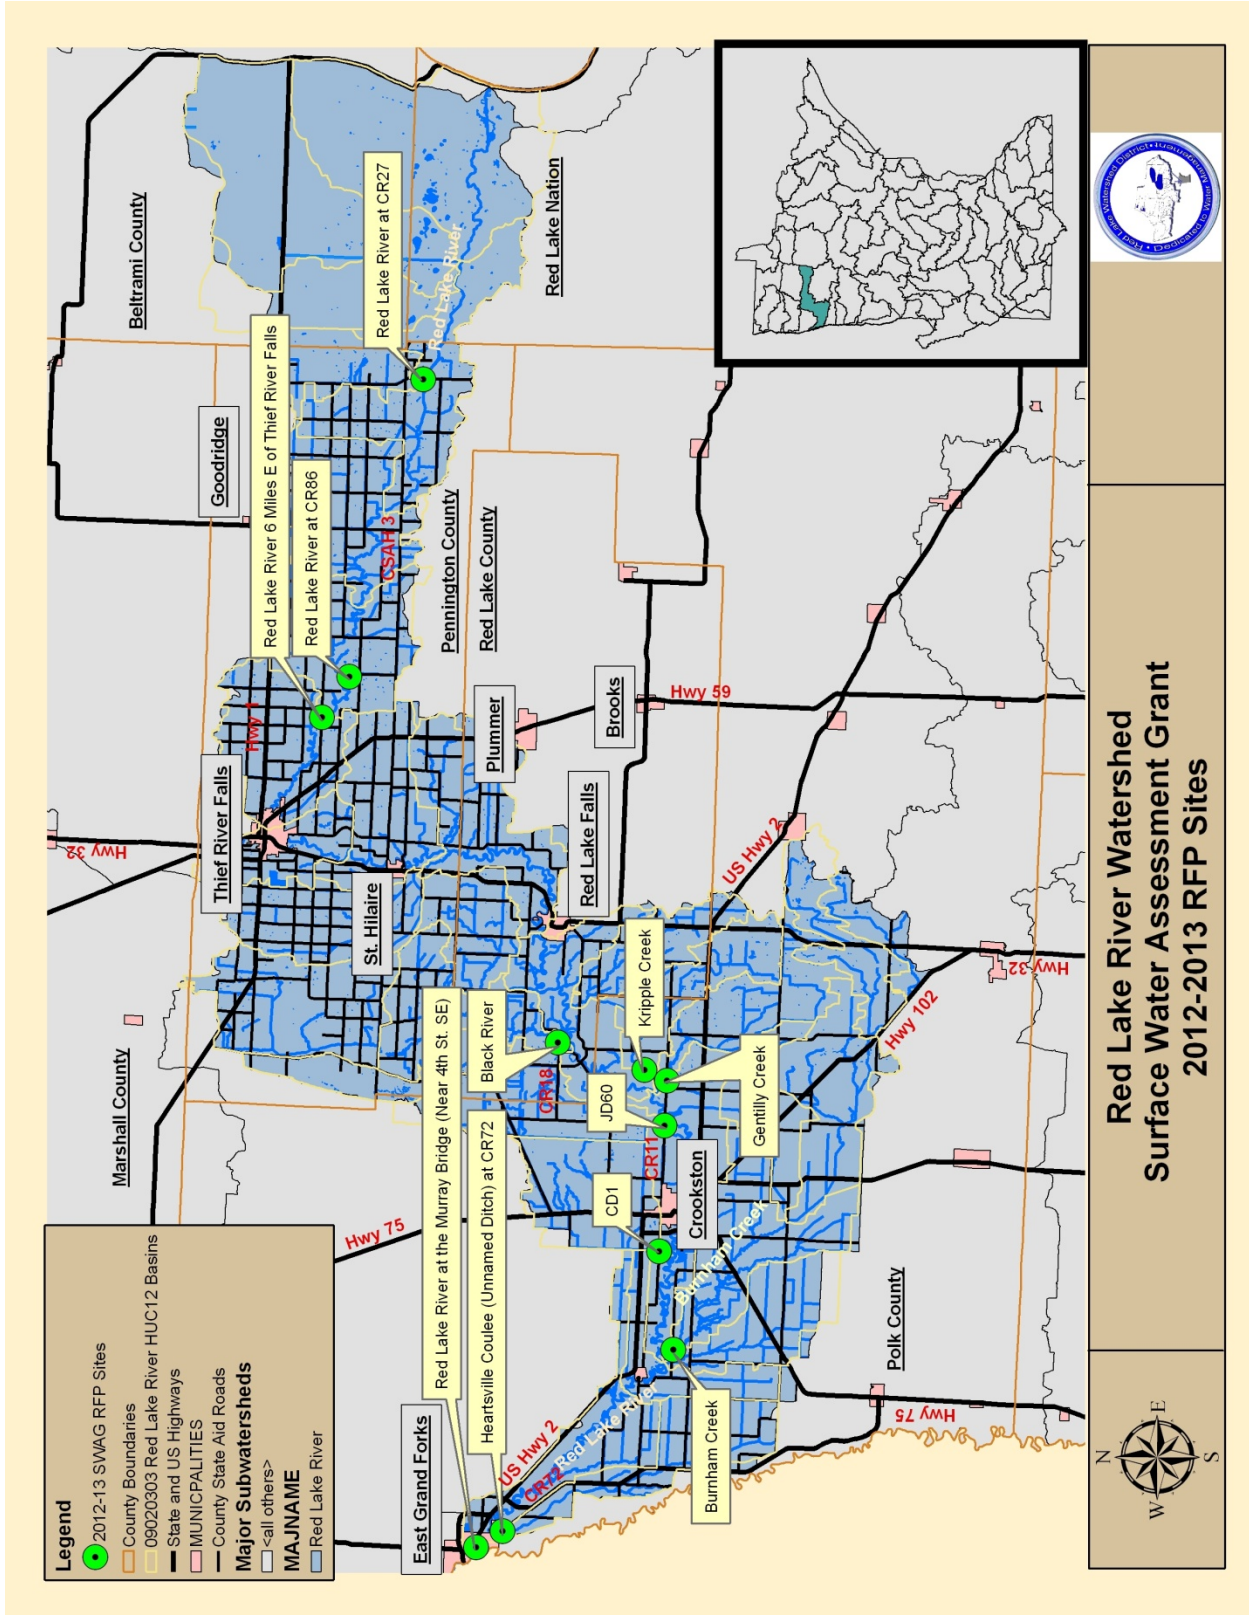 Legend
2012-13 SWAG RFP Sites
County Boundaries
09020303 Red Lake River HUC12 Basins
State and US Highways
MUNICIPALITIES
County State Aid Roads
Major Subwatersheds
<all others>
MAJNAME
Red Lake River
Marshall County
Beltrami County
Goodridge
Thief River Falls
Hwy 32
Hwy 1
Red Lake River 6 Miles E of Thief River Falls
Red Lake River at CR86
Red Lake River at CR27
Red Lake River
Red Lake Nation
CSAH 3
Pennington County
Red Lake County
St. Hilaire
Plummer
Brooks
Hwy 59
Red Lake Falls
Hwy 75
East Grand Forks
Red Lake River at the Murray Bridge (Near 4th St. SE)
Heartsville Coulee (Unnamed Ditch) at CR72
Black River
CR18
Kripple Creek
JD60
Gentilly Creek
CR11
CD1
Crookston
Burnham Creek
US Hwy 2
CR72
Red Lake River
Burnham Creek
US Hwy 2
Hwy 102
Hwy 32
Polk County
Hwy 75
N
W
E
S
Red Lake River Watershed
Surface Water Assessment Grant
2012-2013 RFP Sites
Red Lake Watershed District
Dedicated to Water Management